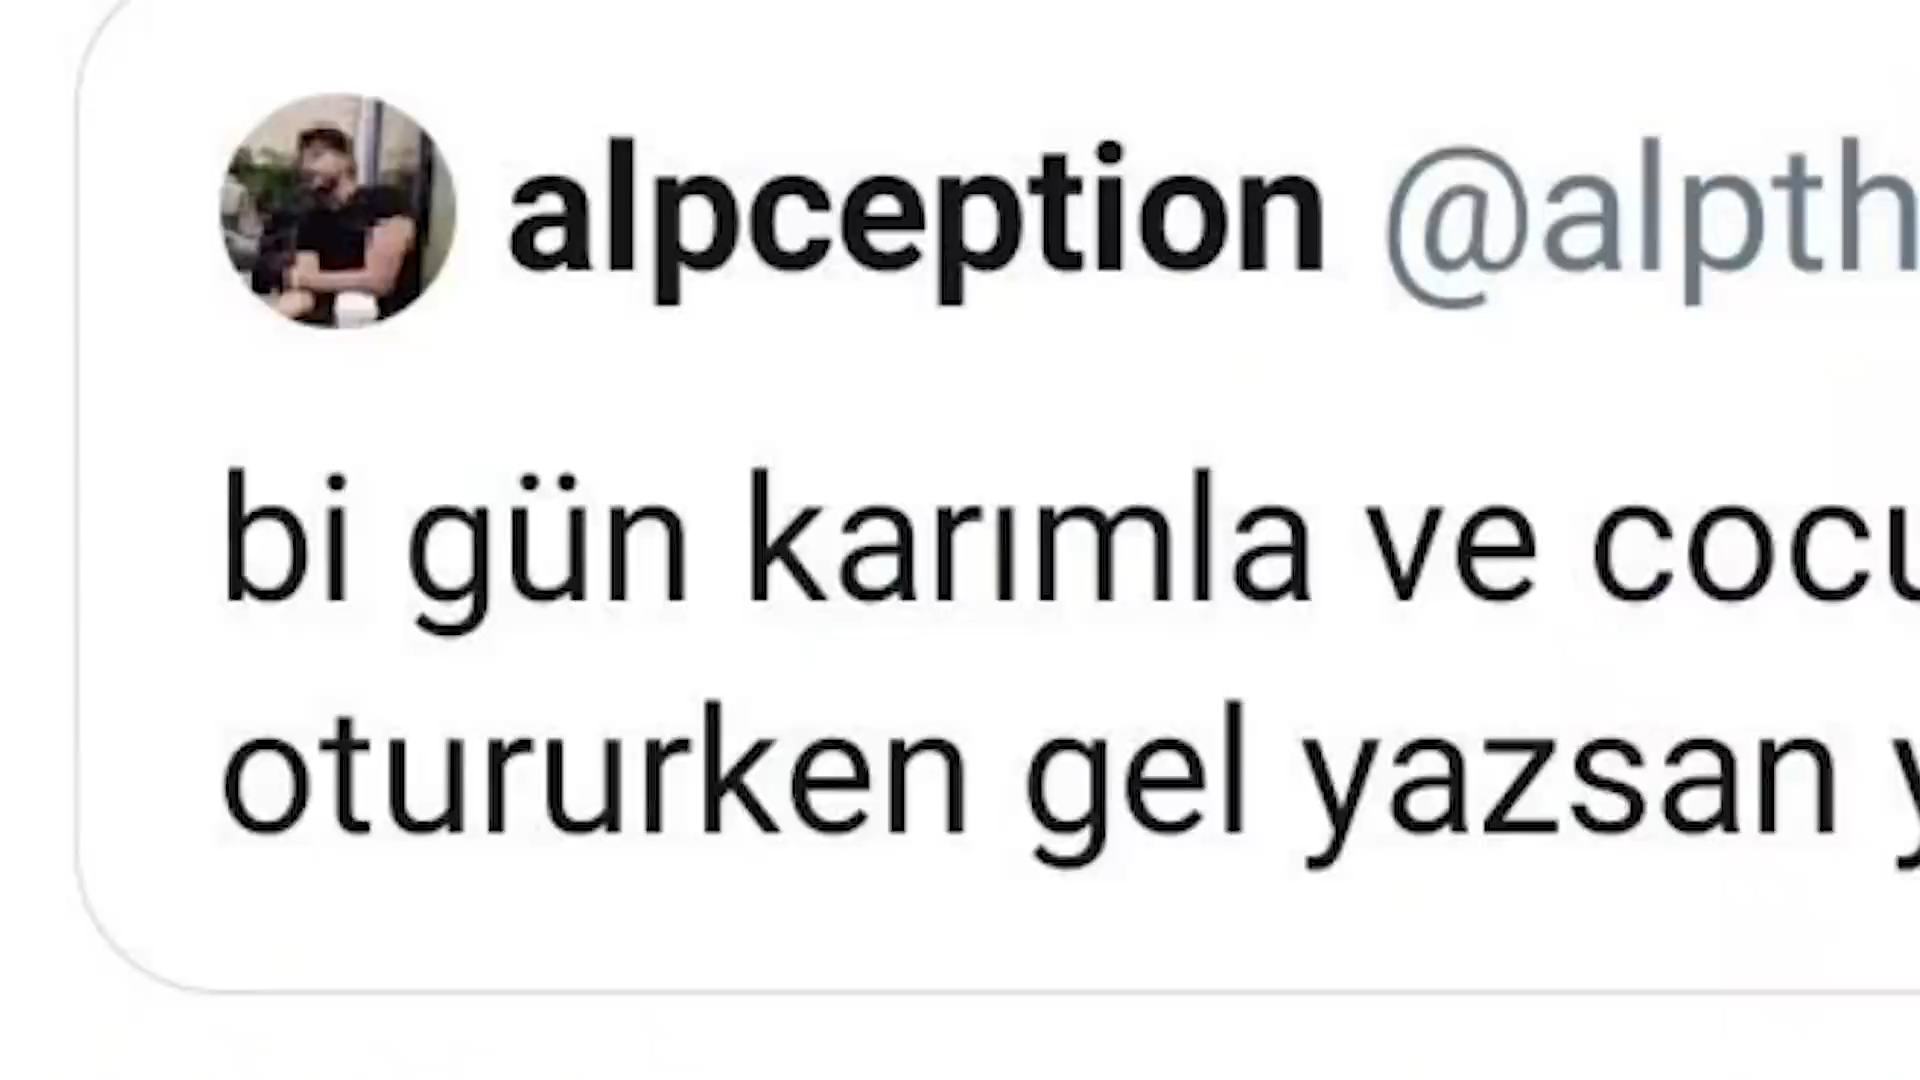 alpception @alpth
bi gün karımla ve cocu
otururken gel yazsan y